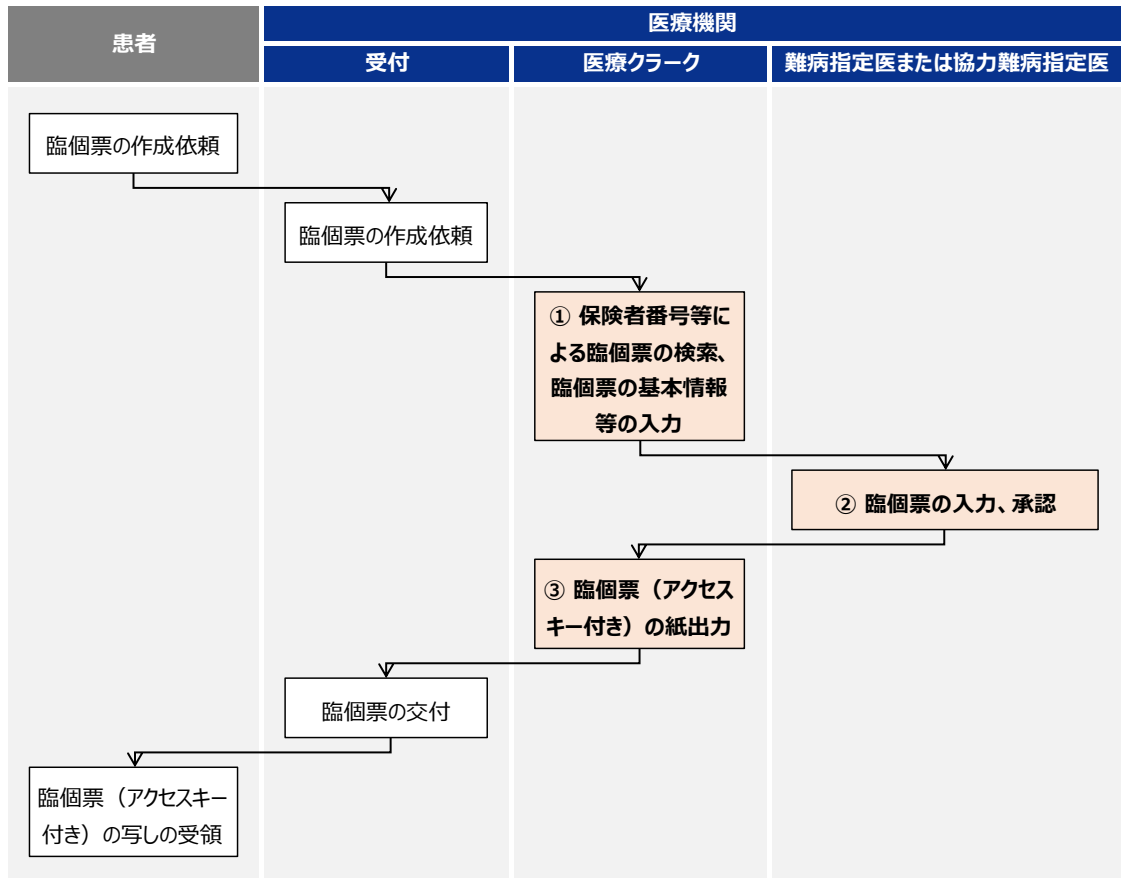 患者
医療機関
受付
医療クラーク
難病指定医または協力難病指定医
臨個票の作成依頼
臨個票の作成依頼
① 保険者番号等に
よる臨個票の検索、
臨個票の基本情報
等の入力
② 臨個票の入力、承認
③ 臨個票（アクセス
キー付き）の紙出力
臨個票の交付
臨個票（アクセスキー
付き）の写しの受領